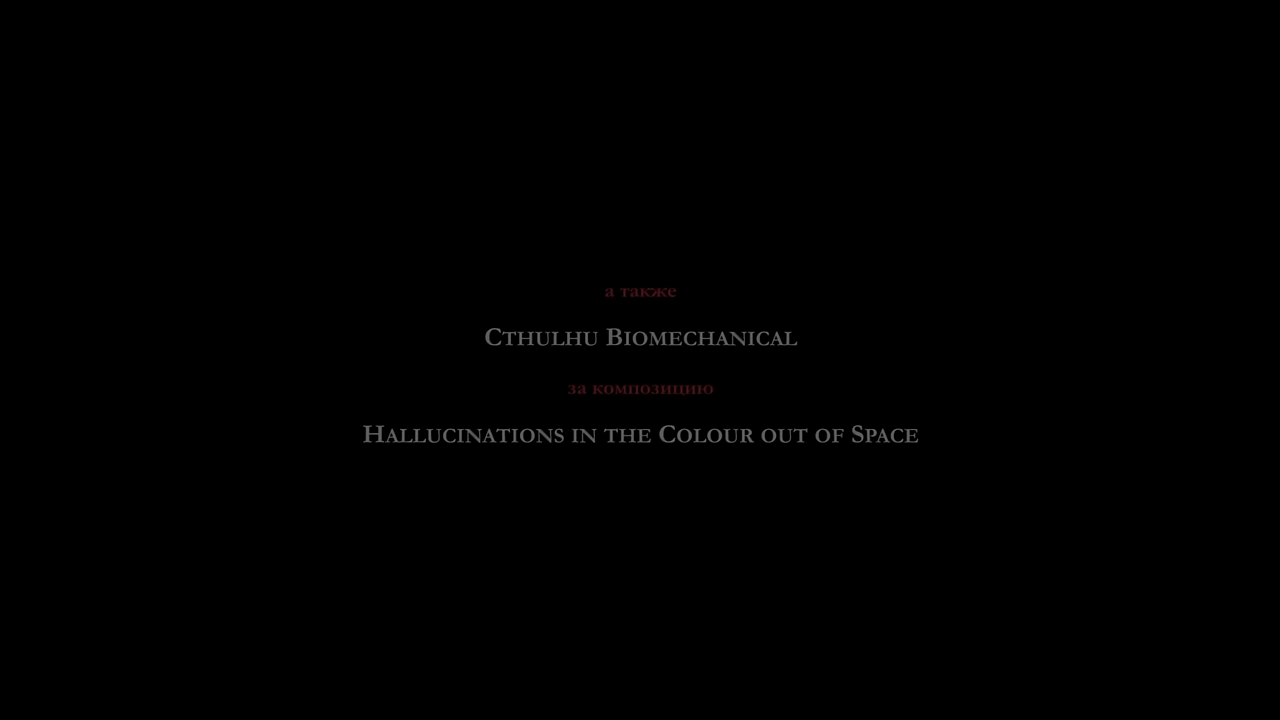 а также
Cthulhu Biomechanical
за композицию
Hallucinations in the Colour out of Space